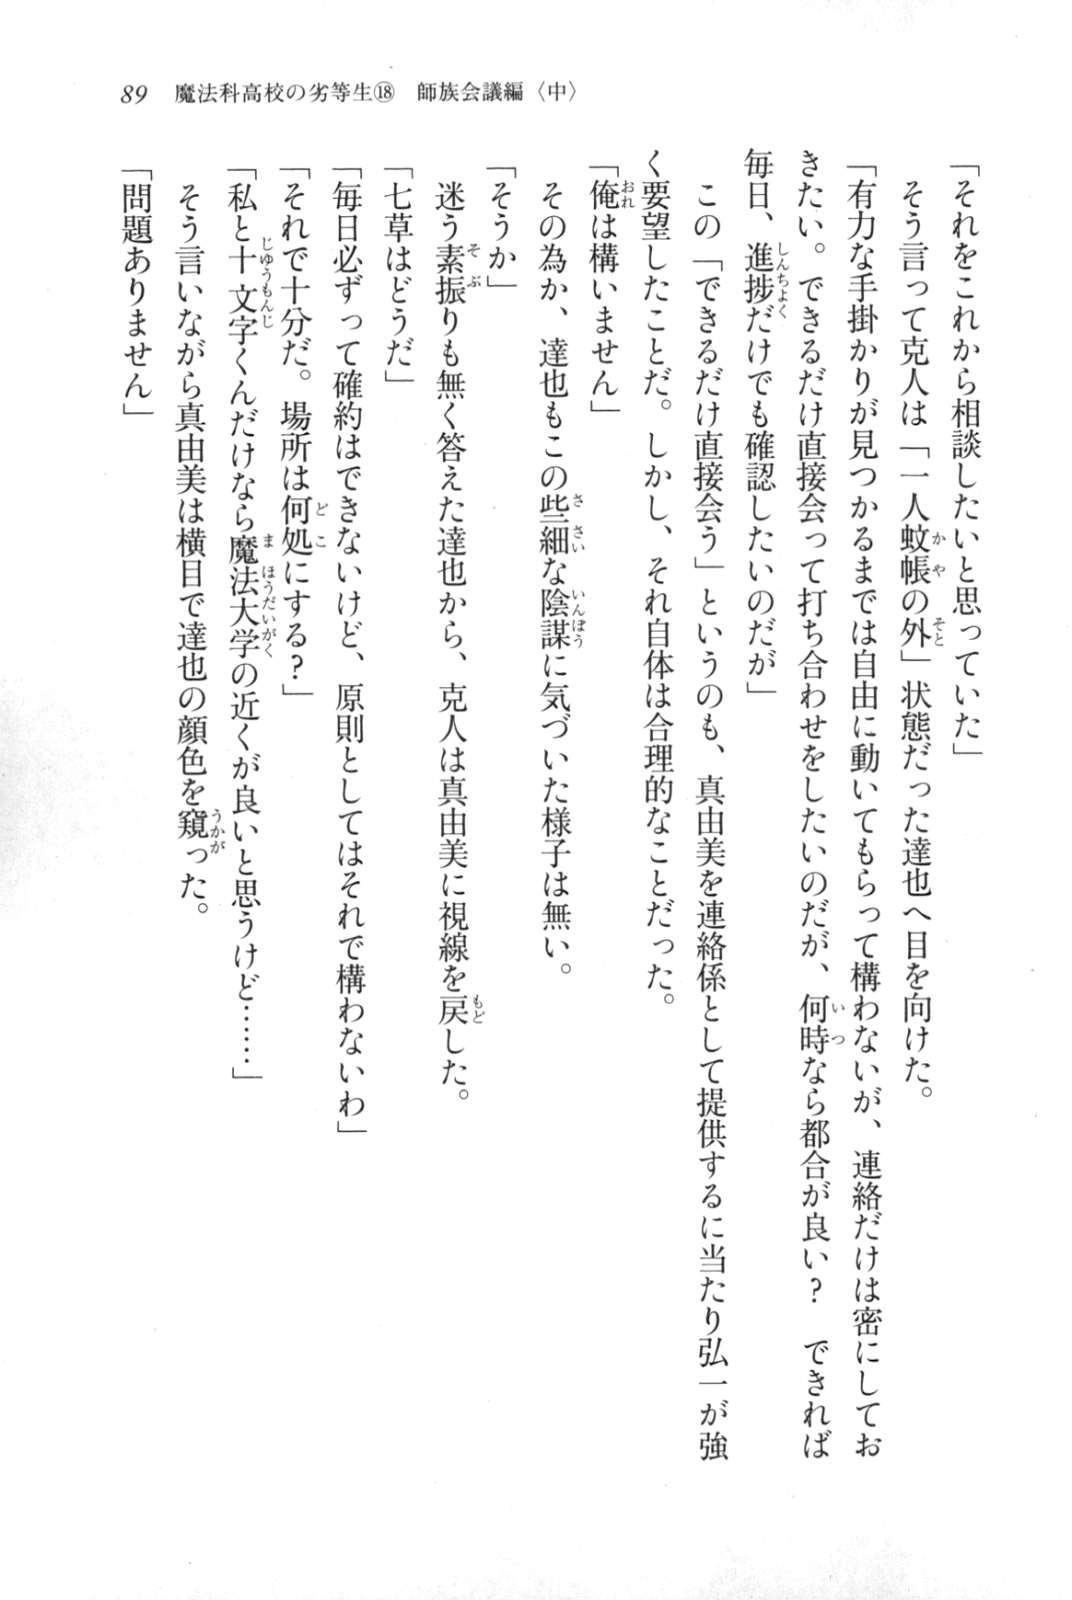 89　魔法科高校の劣等生⑱　師族会議編〈中〉
「それをこれから相談したいと思っていた」
　そう言って克人は「一人蚊帳の外」状態だった達也へ目を向けた。
「有力な手掛かりが見つかるまでは自由に動いてもらって構わないが、連絡だけは密にしてお
きたい。できるだけ直接会って打ち合わせをしたいのだが、何時なら都合が良い？　できれば
毎日、進捗だけでも確認したいのだが」
　この「できるだけ直接会う」というのも、真由美を連絡係として提供するに当たり弘一が強
く要望したことだ。しかし、それ自体は合理的なことだった。
「俺は構いません」
　その為か、達也もこの些細な陰謀に気づいた様子は無い。
「そうか」
　迷う素振りも無く答えた達也から、克人は真由美に視線を戻した。
「七草はどうだ」
「毎日必ずって確約はできないけど、原則としてはそれで構わないわ」
「それで十分だ。場所は何処にする？」
「私と十文字くんだけなら魔法大学の近くが良いと思うけど……」
　そう言いながら真由美は横目で達也の顔色を窺った。
「問題ありません」